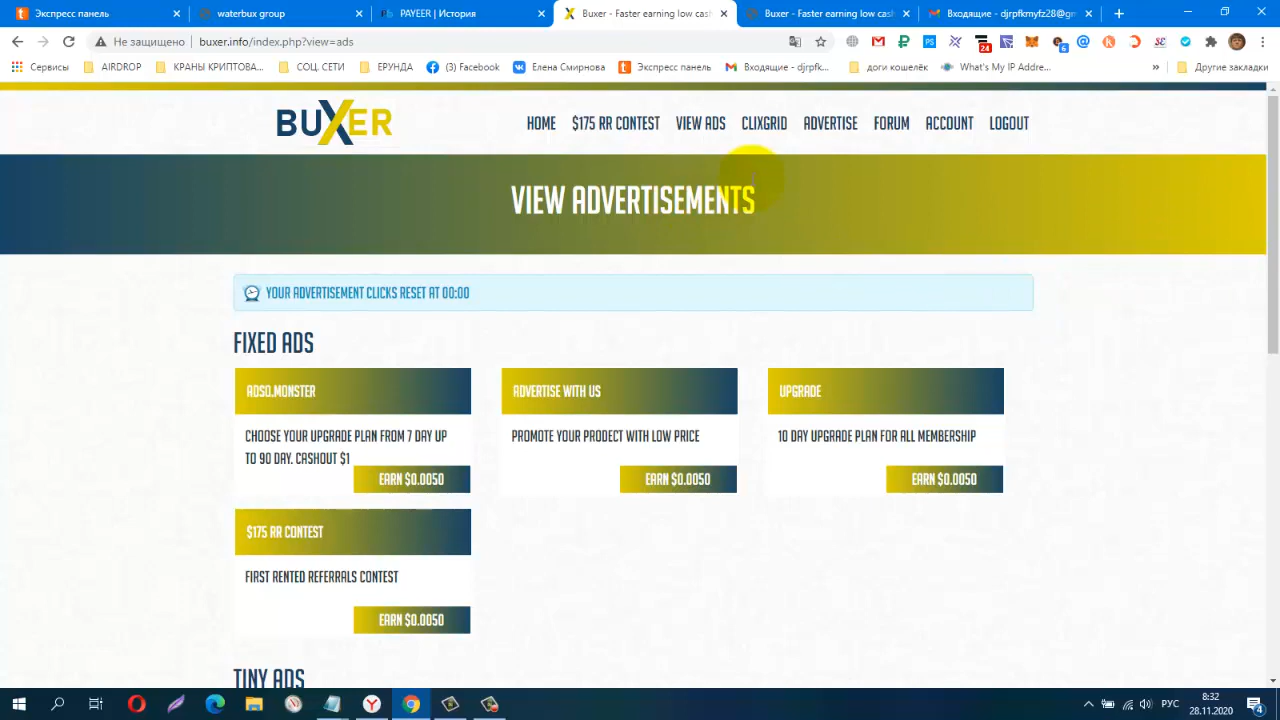 Экспресс панель
waterbux group
PAYEER | История
Buxer - Faster earning low cas
Buxer - Faster earning low cas
Входящие - djrpfkmyfz28@gm
Не защищено
buxer.info/index.php?view=ads
24
6
Сервисы
AIRDROP
КРАНЫ КРИПТОВА...
СОЦ. СЕТИ
ЕРУНДА
(3) Facebook
Елена Смирнова
Экспресс панель
Входящие - djrpfk...
доги кошелёк
What's My IP Addre...
»
Другие закладки
BUXER
HOME
$175 RR CONTEST
VIEW ADS
CLIXGRID
ADVERTISE
FORUM
ACCOUNT
LOGOUT
VIEW ADVERTISEMENTS
YOUR ADVERTISEMENT CLICKS RESET AT 00:00
FIXED ADS
ADSO.MONSTER
CHOOSE YOUR UPGRADE PLAN FROM 7 DAY UP
TO 90 DAY. CASHOUT $1
EARN $0.0050
ADVERTISE WITH US
PROMOTE YOUR PRODECT WITH LOW PRICE
EARN $0.0050
UPGRADE
10 DAY UPGRADE PLAN FOR ALL MEMBERSHIP
EARN $0.0050
$175 RR CONTEST
FIRST RENTED REFERRALS CONTEST
EARN $0.0050
TINY ADS
РУС
8:32
28.11.2020
4